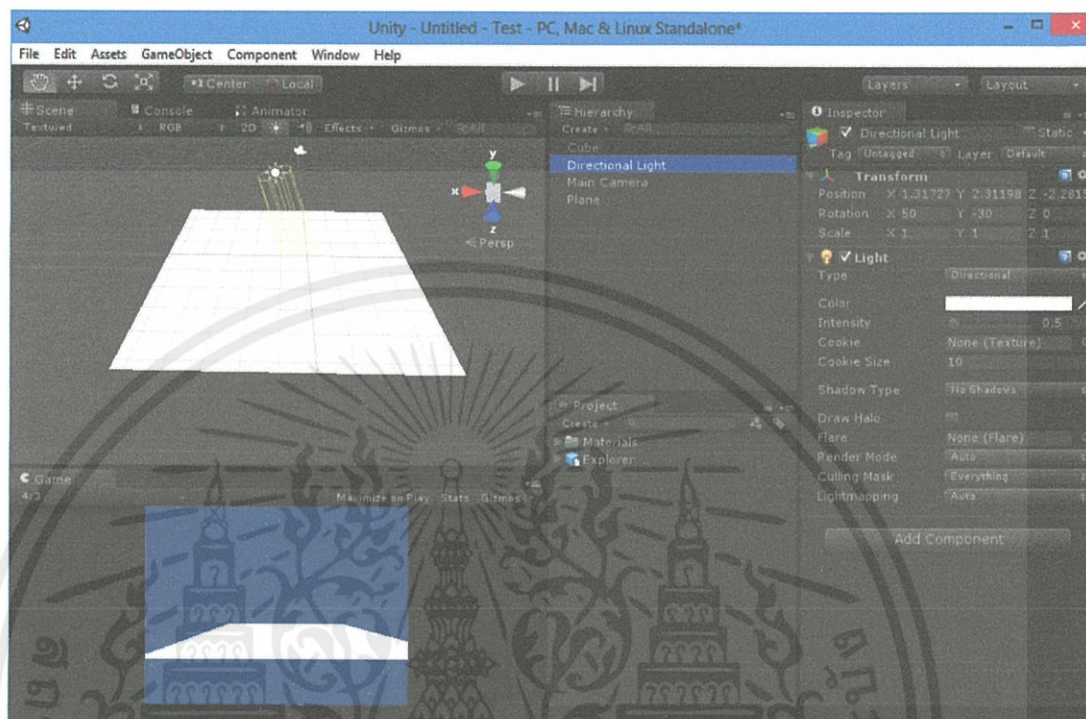 Unity - Untitled - Test - PC, Mac & Linux Standalone*
File Edit Assets GameObject Component Window Help
Center Local Layers Layout
Scene Console Animator
Textured RGB 2D Effects Gizmos All
y
x
z
Persp
Hierarchy
Create All
Cube
Directional Light
Main Camera
Plane
Project
Create
Materials
Explorer
Game
4:3 Maximize on Play Stats Gizmos
Inspector
Directional Light Static
Tag Untagged Layer Default
Transform
Position X 1.31727 Y 2.31198 Z -2.2815
Rotation X 50 Y -30 Z 0
Scale X 1 Y 1 Z 1
Light
Type Directional
Color
Intensity 0.5
Cookie None (Texture)
Cookie Size 10
Shadow Type No Shadows
Draw Halo
Flare None (Flare)
Render Mode Auto
Culling Mask Everything
Lightmapping Auto
Add Component